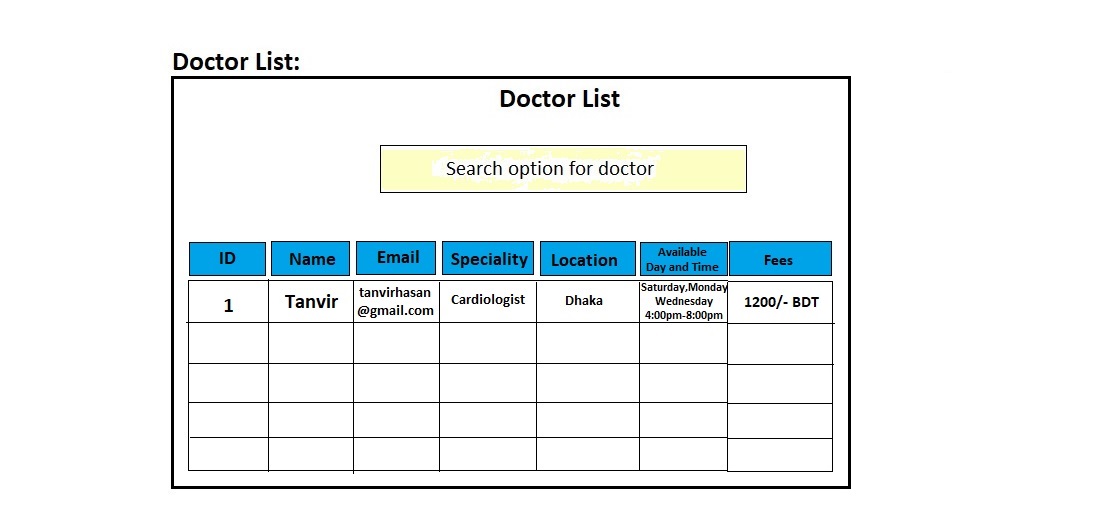 Doctor List:
Doctor List
Search option for doctor
ID Name Email Speciality Location Available Day and Time Fees
1 Tanvir tanvirhasan@gmail.com Cardiologist Dhaka Saturday,Monday Wednesday 4:00pm-8:00pm 1200/- BDT